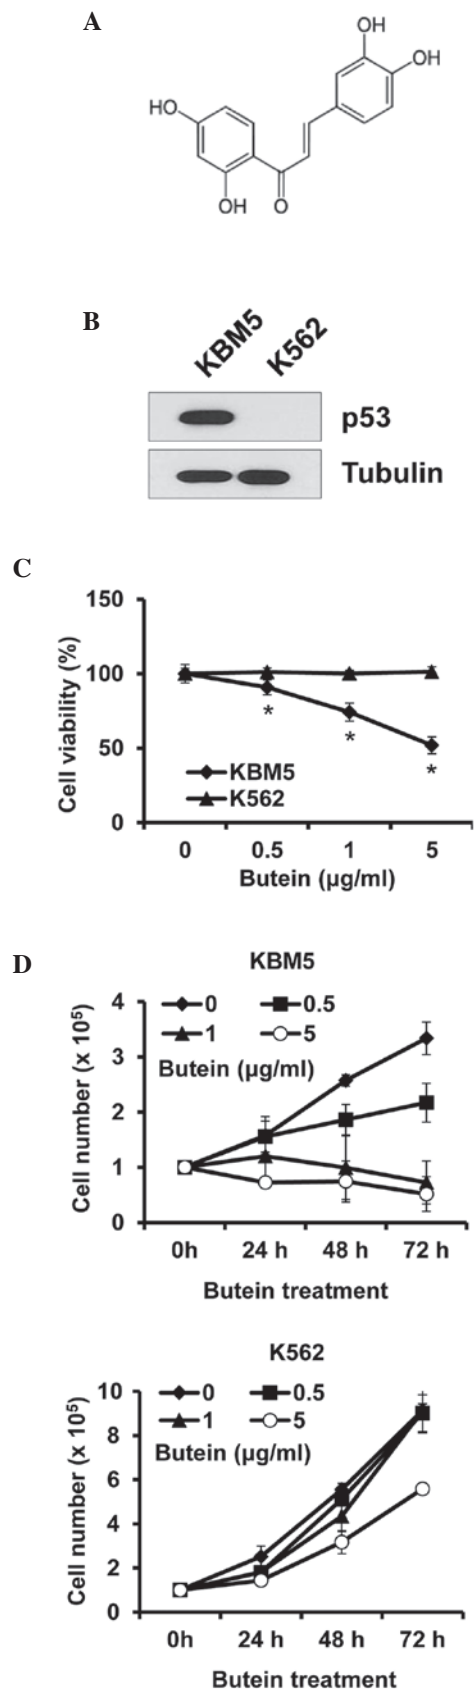 A
OH
OH
HO
OH
O
B
KBM5 K562
p53
Tubulin
C
150
100
50
0
Cell viability (%)
*
*
*
KBM5
K562
0 0.5 1 5
Butein (µg/ml)
D
KBM5
0 0.5
1 5
Butein (µg/ml)
4
3
2
1
0
Cell number (x 10⁵)
0h 24 h 48 h 72 h
Butein treatment
K562
0 0.5
1 5
Butein (µg/ml)
10
8
6
4
2
0
Cell number (x 10⁵)
0h 24 h 48 h 72 h
Butein treatment